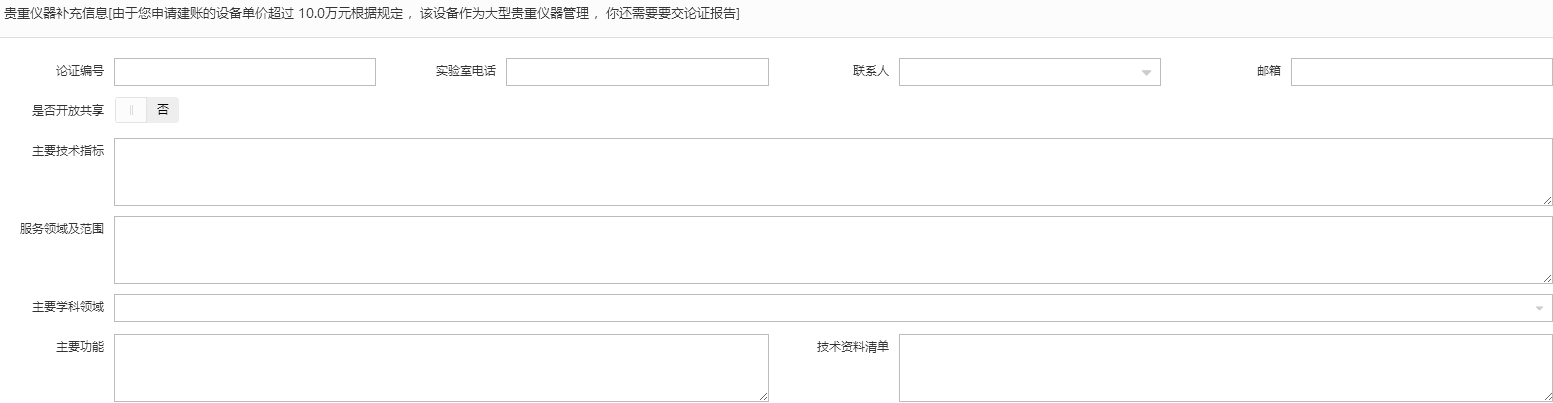 贵重仪器补充信息[由于您申请建账的设备单价超过 10.0万元根据规定 ，该设备作为大型贵重仪器管理 ，你还需要要交论证报告]
论证编号 实验室电话 联系人 邮箱
是否开放共享 否
主要技术指标
服务领域及范围
主要学科领域
主要功能 技术资料清单